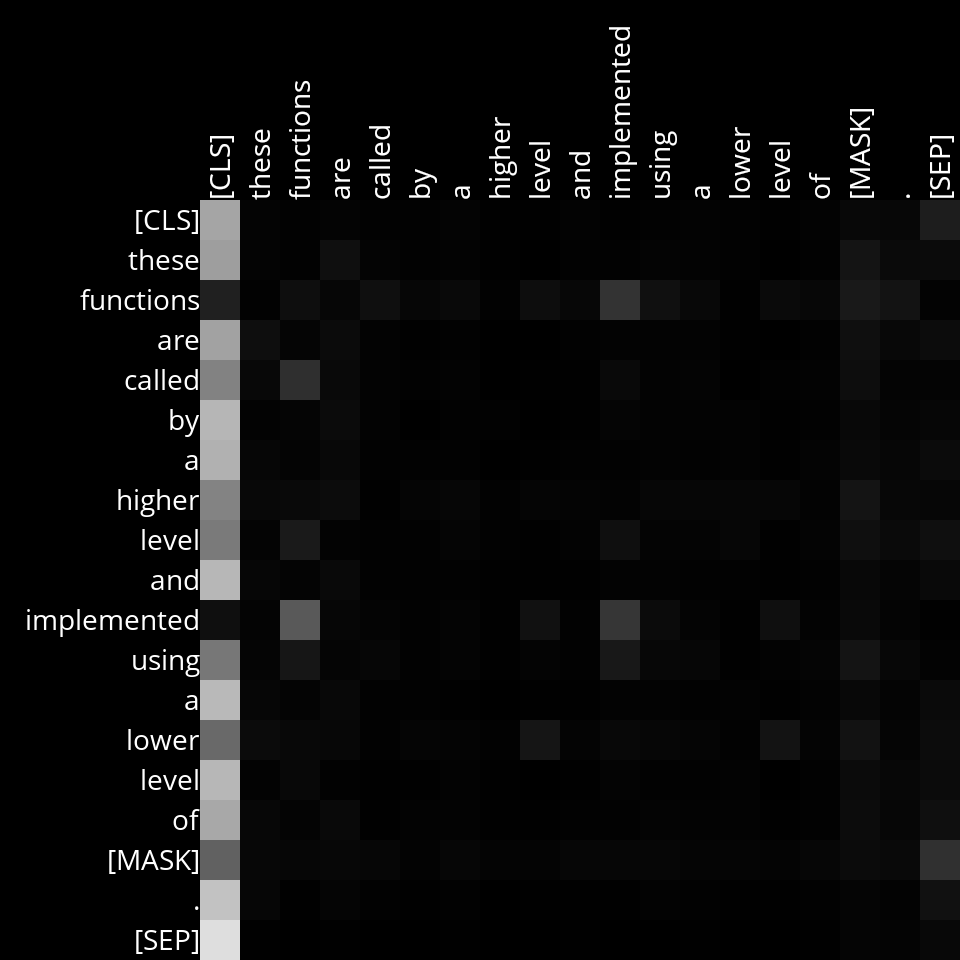 [CLS] these functions are called by a higher level and implemented using a lower level of [MASK] . [SEP]
[CLS]
these
functions
are
called
by
a
higher
level
and
implemented
using
a
lower
level
of
[MASK]
.
[SEP]